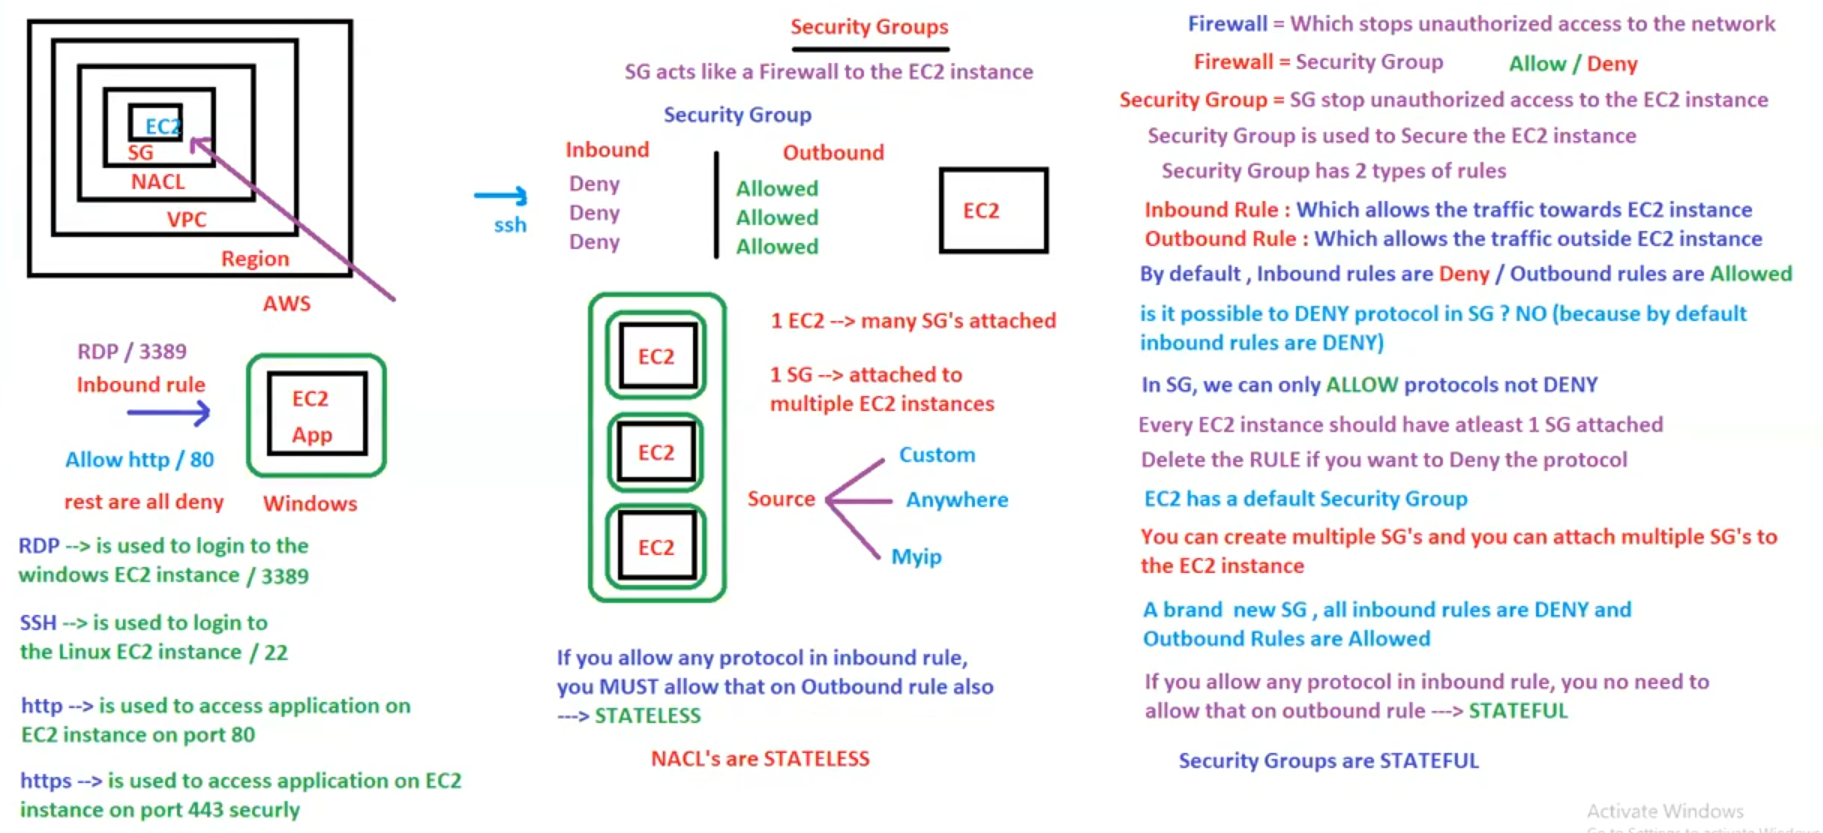 EC2
SG
NACL
VPC
Region
AWS
RDP / 3389
Inbound rule
Allow http / 80
rest are all deny
EC2
App
Windows
RDP --> is used to login to the
windows EC2 instance / 3389
SSH --> is used to login to
the Linux EC2 instance / 22
http --> is used to access application on
EC2 instance on port 80
https --> is used to access application on EC2
instance on port 443 securly
Security Groups
SG acts like a Firewall to the EC2 instance
Security Group
Inbound
Outbound
Deny
Allowed
Deny
Allowed
Deny
Allowed
ssh
EC2
EC2
EC2
EC2
1 EC2 --> many SG's attached
1 SG --> attached to
multiple EC2 instances
Source
Custom
Anywhere
Myip
If you allow any protocol in inbound rule,
you MUST allow that on Outbound rule also
---> STATELESS
NACL's are STATELESS
Firewall = Which stops unauthorized access to the network
Firewall = Security Group Allow / Deny
Security Group = SG stop unauthorized access to the EC2 instance
Security Group is used to Secure the EC2 instance
Security Group has 2 types of rules
Inbound Rule : Which allows the traffic towards EC2 instance
Outbound Rule : Which allows the traffic outside EC2 instance
By default , Inbound rules are Deny / Outbound rules are Allowed
is it possible to DENY protocol in SG ? NO (because by default
inbound rules are DENY)
In SG, we can only ALLOW protocols not DENY
Every EC2 instance should have atleast 1 SG attached
Delete the RULE if you want to Deny the protocol
EC2 has a default Security Group
You can create multiple SG's and you can attach multiple SG's to
the EC2 instance
A brand new SG , all inbound rules are DENY and
Outbound Rules are Allowed
If you allow any protocol in inbound rule, you no need to
allow that on outbound rule ---> STATEFUL
Security Groups are STATEFUL
Activate Windows
Go to Settings to activate Windows